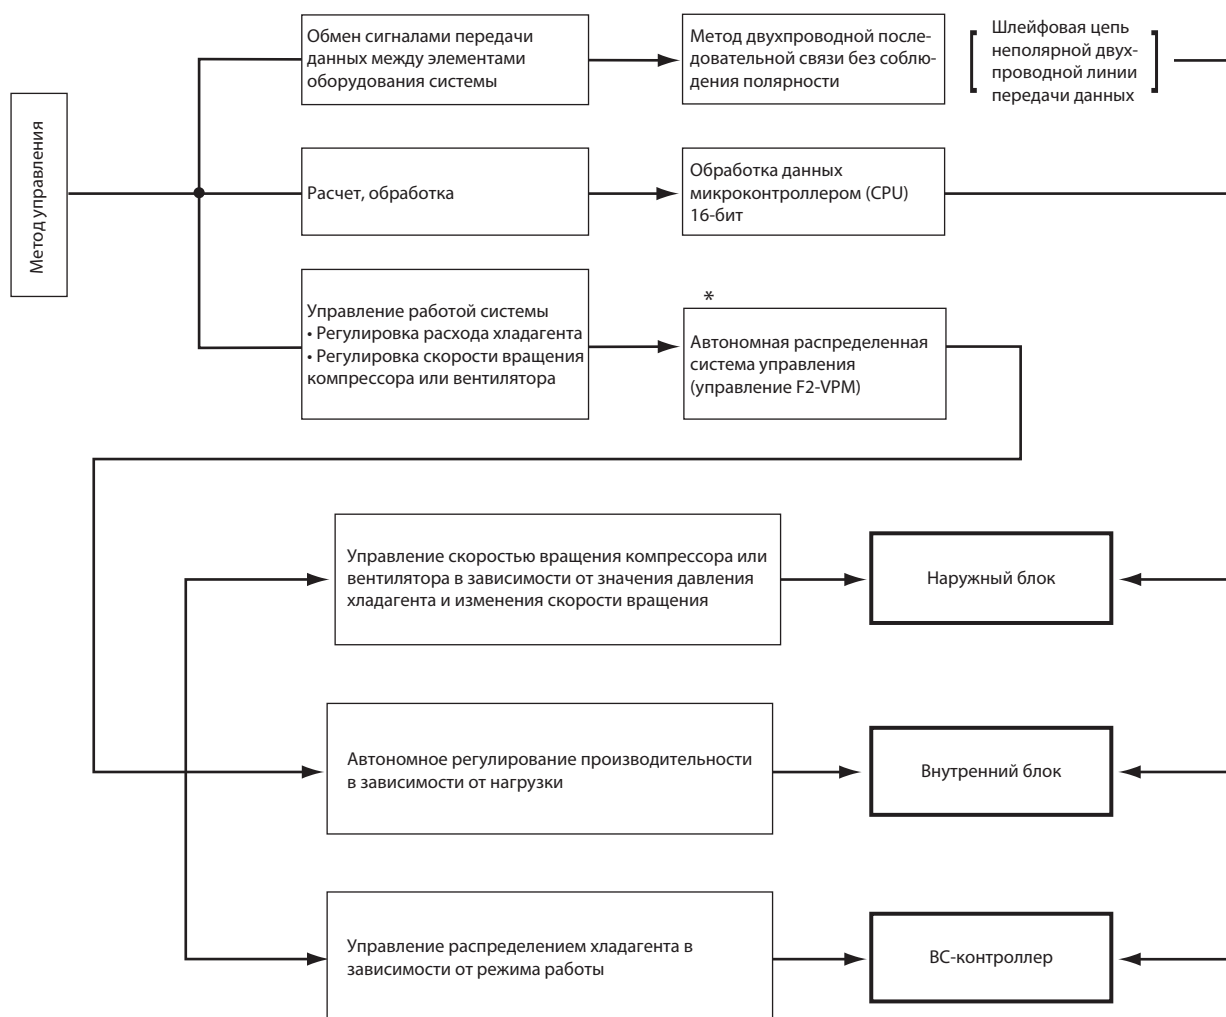 Обмен сигналами передачи
данных между элементами
оборудования системы
Метод двухпроводной после-
довательной связи без соблю-
дения полярности
Шлейфовая цепь
неполярной двух-
проводной линии
передачи данных
Метод управления
Расчет, обработка
Обработка данных
микроконтроллером (CPU)
16-бит
Управление работой системы
• Регулировка расхода хладагента
• Регулировка скорости вращения
компрессора или вентилятора
*
Автономная распределенная
система управления
(управление F2-VPM)
Управление скоростью вращения компрессора или
вентилятора в зависимости от значения давления
хладагента и изменения скорости вращения
Наружный блок
Автономное регулирование производительности
в зависимости от нагрузки
Внутренний блок
Управление распределением хладагента в
зависимости от режима работы
ВС-контроллер